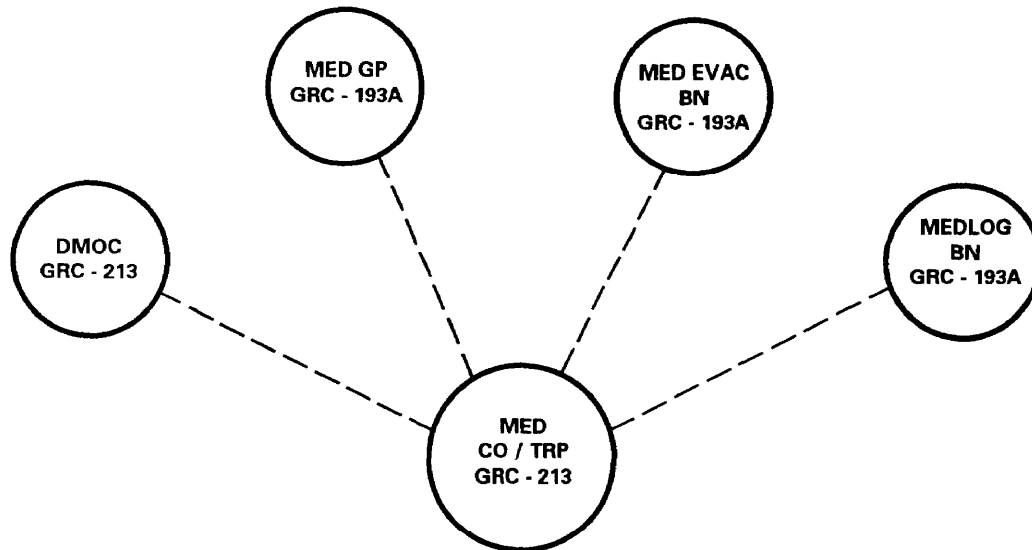 MED GP
GRC - 193A
MED EVAC
BN
GRC - 193A
DMOC
GRC - 213
MEDLOG
BN
GRC - 193A
MED
CO / TRP
GRC - 213